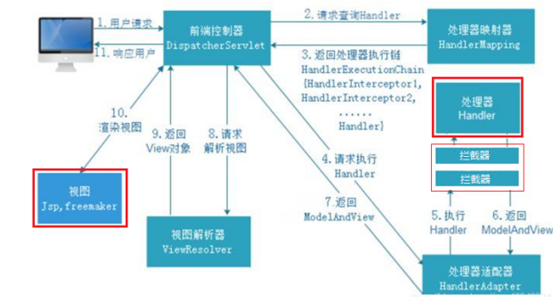 1.用户请求
11.响应用户
前端控制器
DispatcherServlet
2.请求查询Handler
处理器映射器
HandlerMapping
3.返回处理器执行链
HandlerExecutionChain
{HandlerInterceptor1,
HandlerInterceptor2,
......
Handler}
处理器
Handler
拦截器
拦截器
10.
渲染视图
9.返回
View对象
8.请求
解析视图
4.请求执行
Handler
7.返回
ModelAndView
5.执行
Handler
6.返回
ModelAndView
视图
Jsp,freemaker
视图解析器
ViewResolver
处理器适配器
HandlerAdapter